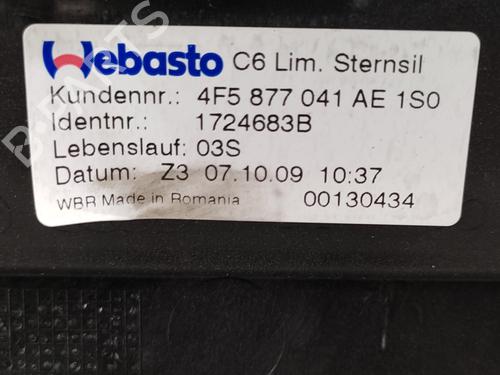 Webasto C6 Lim. Sternsil
Kundennr.: 4F5 877 041 AE 1S0
Identnr.: 1724683B
Lebenslauf: 03S
Datum: Z3 07.10.09 10:37
WBR Made in Romania 00130434